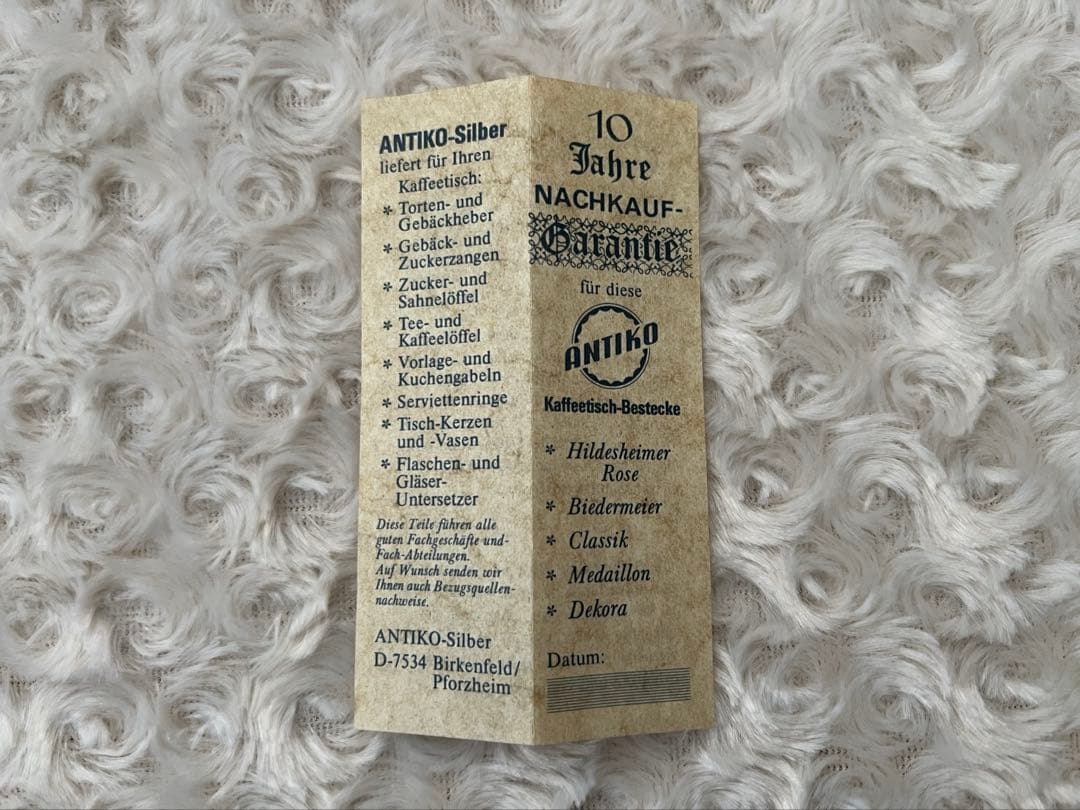 ANTIKO-Silber
liefert für Ihren
Kaffeetisch:
* Torten- und
Gebäckheber
* Gebäck- und
Zuckerzangen
* Zucker- und
Sahnelöffel
* Tee- und
Kaffeelöffel
* Vorlage- und
Kuchengabeln
* Serviettenringe
* Tisch-Kerzen
und -Vasen
* Flaschen- und
Gläser-
Untersetzer
Diese Teile führen alle
guten Fachgeschäfte und-
Fach-Abteilungen.
Auf Wunsch senden wir
Ihnen auch Bezugsquellen-
nachweise.
ANTIKO-Silber
D-7534 Birkenfeld/
Pforzheim
10
Jahre
NACHKAUF-
Garantie
für diese
ANTIKO
Kaffeetisch-Bestecke
* Hildesheimer
Rose
* Biedermeier
* Classik
* Medaillon
* Dekora
Datum: